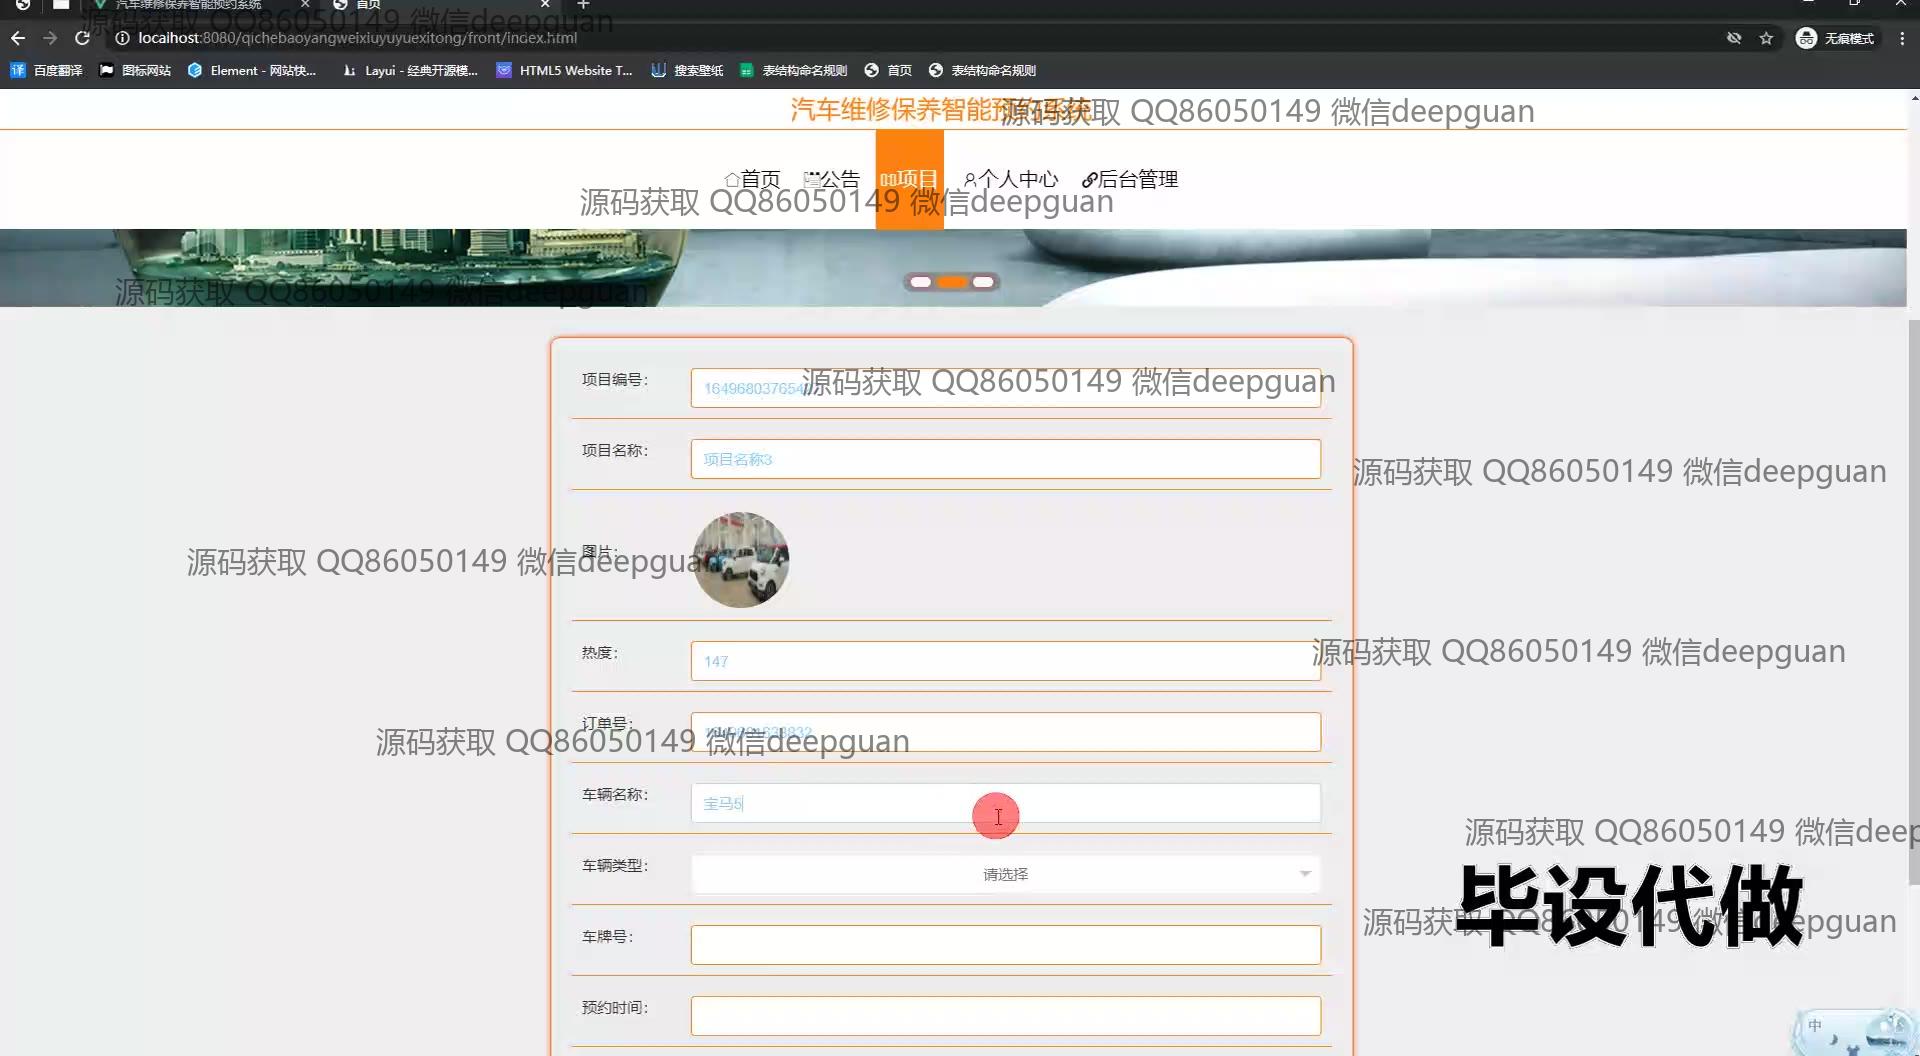 汽车维修保养智能预约系统
首页
源码获取 QQ86050149 微信deepguan
localhost:8080/qichebaoyangweixiuyuyuexitong/front/index.html
无痕模式
百度翻译
图标网站
Element - 网站快...
Layui - 经典开源模...
HTML5 Website T...
搜索壁纸
表结构命名规则
首页
表结构命名规则
汽车维修保养智能预约系统
源码获取 QQ86050149 微信deepguan
首页
公告
项目
个人中心
后台管理
源码获取 QQ86050149 微信deepguan
源码获取 QQ86050149 微信deepguan
项目编号:
源码获取 QQ86050149 微信deepguan
项目名称:
项目名称3
源码获取 QQ86050149 微信deepguan
图片:
源码获取 QQ86050149 微信deepguan
热度:
147
源码获取 QQ86050149 微信deepguan
订单号:
源码获取 QQ86050149 微信deepguan
车辆名称:
宝马5
源码获取 QQ86050149 微信deep
车辆类型:
请选择
毕设代做
源码获取 QQ86050149 微信deepguan
车牌号:
预约时间:
中